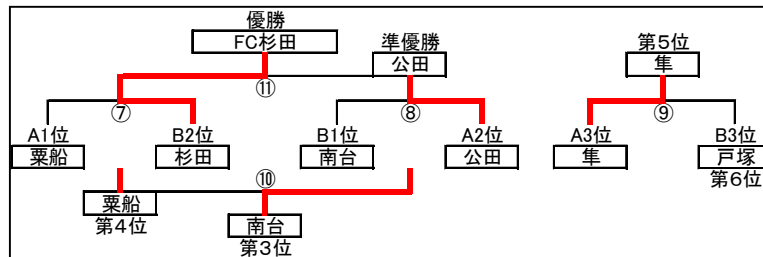 優勝
FC杉田
準優勝
公田
第5位
隼
⑪
⑦
⑧
⑨
A1位
B2位
B1位
A2位
A3位
B3位
粟船
杉田
南台
公田
隼
戸塚
第6位
⑩
粟船
第4位
南台
第3位